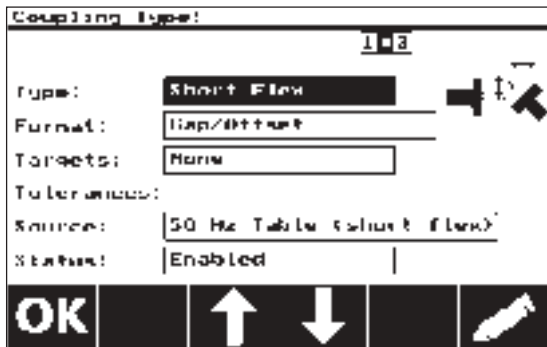 Coupling Type:
1 3
Type: Short Flex
Format: Gap/Offset
Targets: None
Tolerances:
Source: 50 Hz Table (short flex)
Status: Enabled
OK